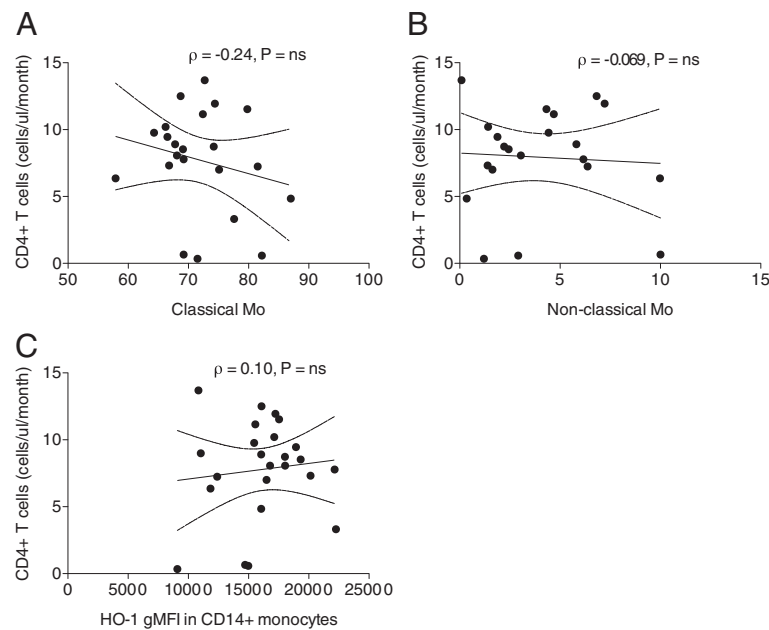 A
ρ = -0.24, P = ns
CD4+ T cells (cells/ul/month)
15
10
5
0
50 60 70 80 90 100
Classical Mo
B
ρ = -0.069, P = ns
CD4+ T cells (cells/ul/month)
15
10
5
0
0 5 10 15
Non-classical Mo
C
ρ = 0.10, P = ns
CD4+ T cells (cells/ul/month)
15
10
5
0
0 5000 10000 15000 20000 25000
HO-1 gMFI in CD14+ monocytes